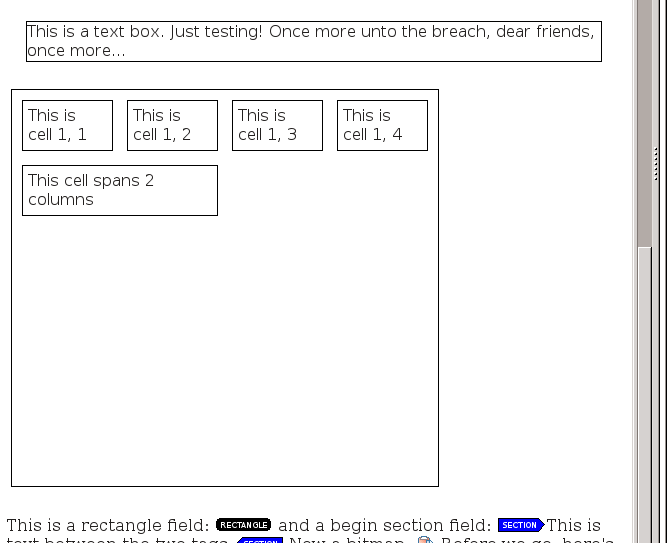 This is a text box. Just testing! Once more unto the breach, dear friends,
once more...
This is
cell 1, 1
This is
cell 1, 2
This is
cell 1, 3
This is
cell 1, 4
This cell spans 2
columns
This is a rectangle field: RECTANGLE and a begin section field: SECTION This is
text between the two tags. SECTION Now a bitmap. Before we go, here's